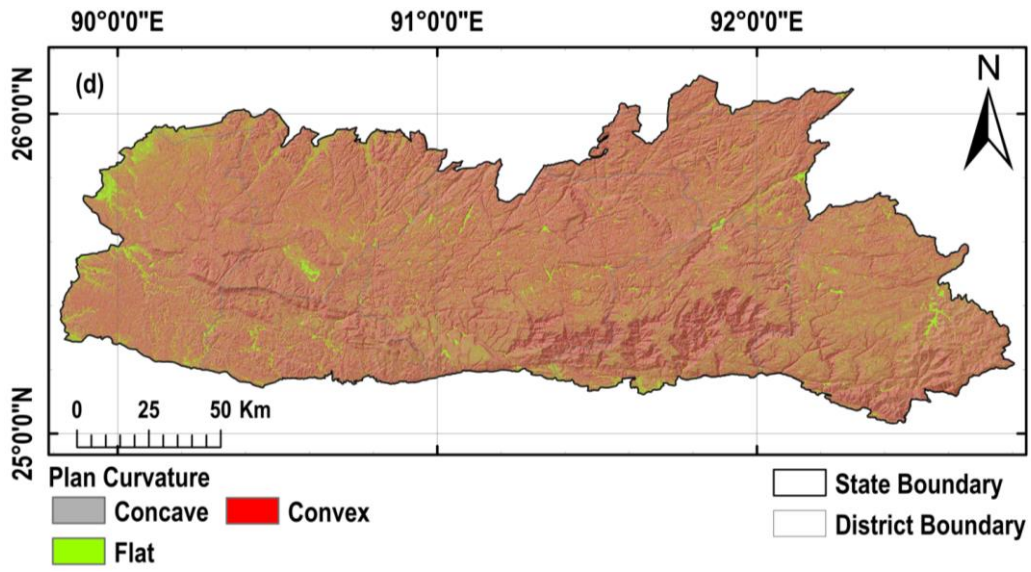 90°0'0"E 91°0'0"E 92°0'0"E
(d)
N
26°0'0"N
25°0'0"N
0 25 50 Km
Plan Curvature
Concave Convex
Flat
State Boundary
District Boundary